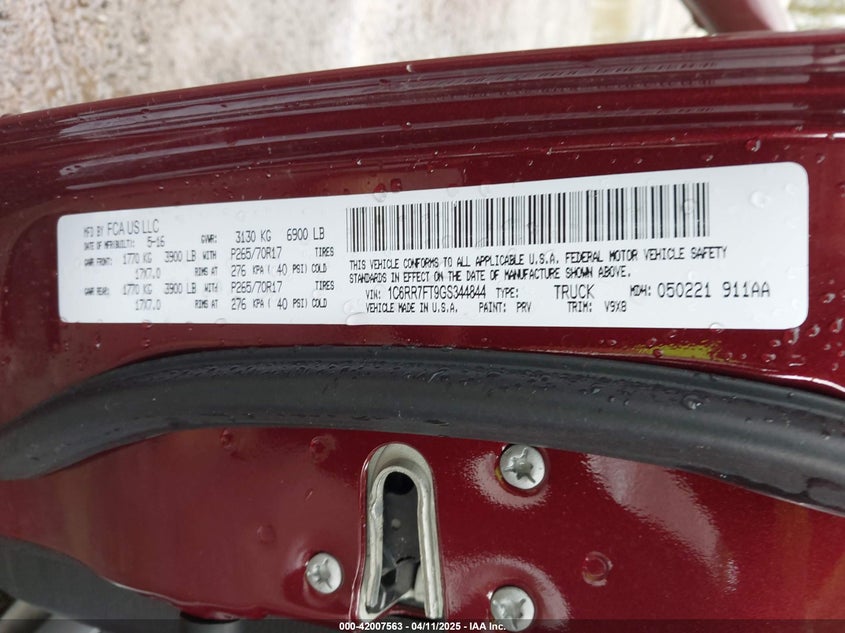 MFD BY FCA US LLC
DATE OF MFR(BUILT): 5-16 GVWR: 3130 KG 6900 LB
GAWR FRONT: 1770 KG 3900 LB WITH P265/70R17 TIRES
17X7.0 RIMS AT 276 KPA ( 40 PSI) COLD
GAWR REAR: 1770 KG 3900 LB WITH P265/70R17 TIRES
17X7.0 RIMS AT 276 KPA ( 40 PSI) COLD
THIS VEHICLE CONFORMS TO ALL APPLICABLE U.S.A. FEDERAL MOTOR VEHICLE SAFETY
STANDARDS IN EFFECT ON THE DATE OF MANUFACTURE SHOWN ABOVE.
VIN: 1C6RR7FT9GS344844 TYPE: TRUCK MDH: 050221 911AA
VEHICLE MADE IN U.S.A. PAINT: PRV TRIM: V9X8
000-42007563 - 04/11/2025 - IAA Inc.